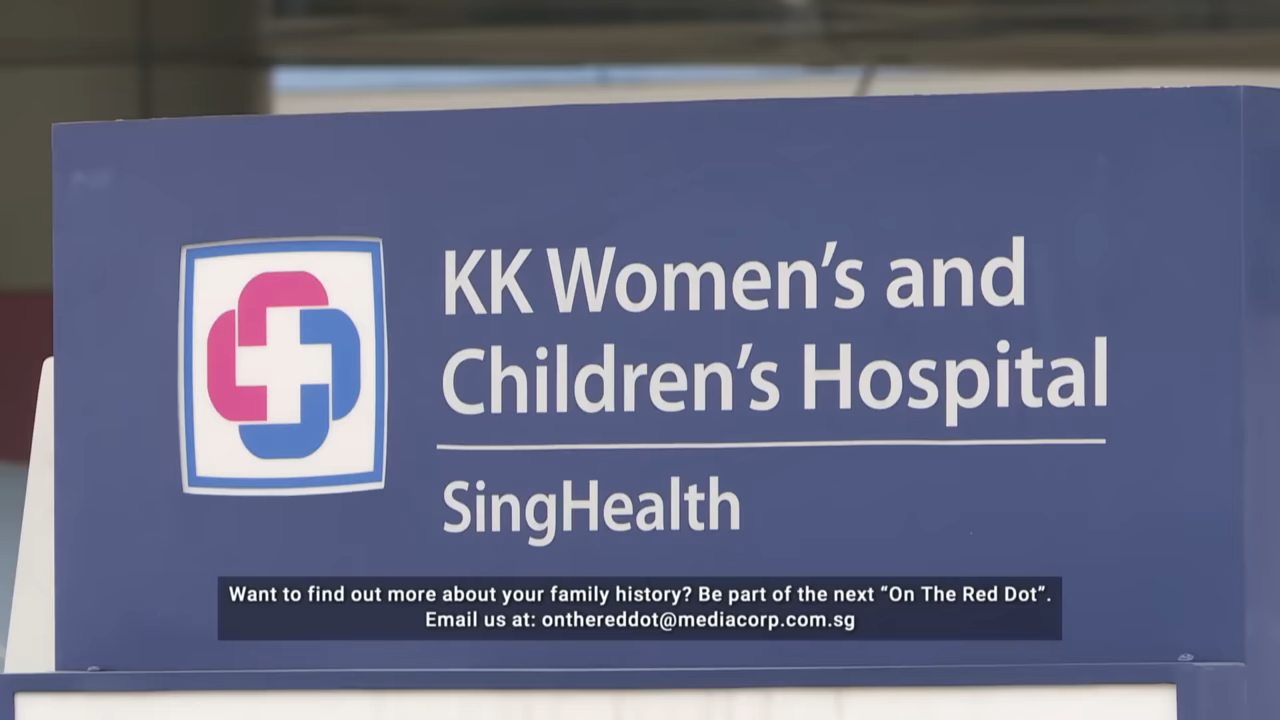 KK Women's and
Children's Hospital
SingHealth
Want to find out more about your family history? Be part of the next “On The Red Dot”.
Email us at: onthereddot@mediacorp.com.sg